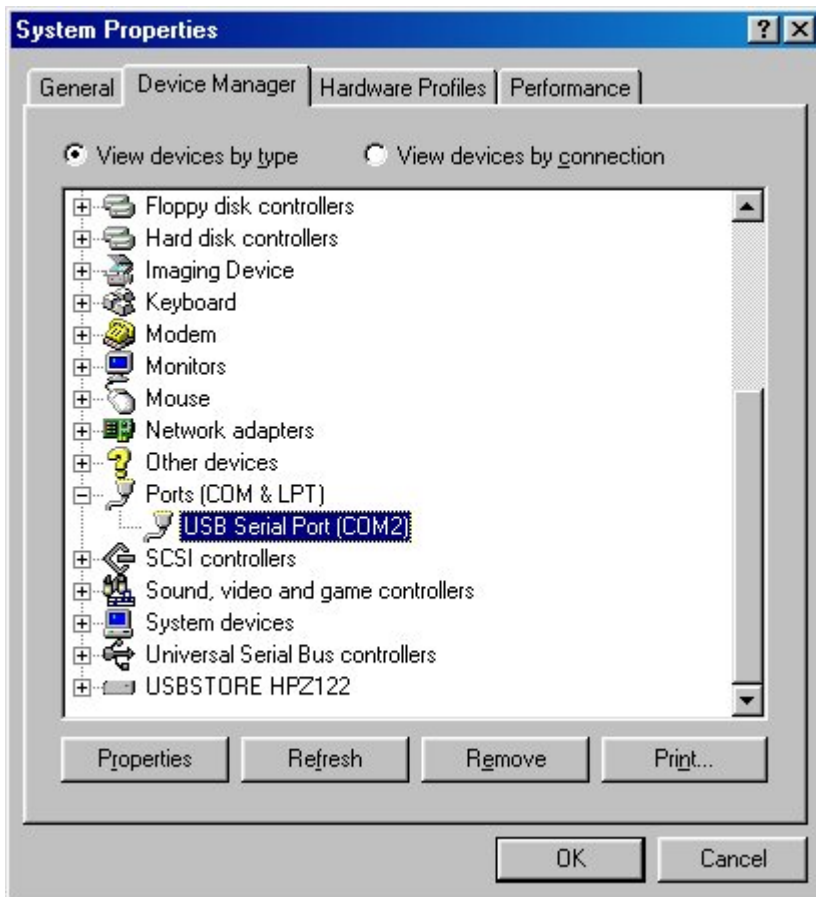 System Properties
General Device Manager Hardware Profiles Performance
View devices by type View devices by connection
Floppy disk controllers
Hard disk controllers
Imaging Device
Keyboard
Modem
Monitors
Mouse
Network adapters
Other devices
Ports (COM & LPT)
USB Serial Port (COM2)
SCSI controllers
Sound, video and game controllers
System devices
Universal Serial Bus controllers
USBSTORE HPZ122
Properties Refresh Remove Print...
OK Cancel